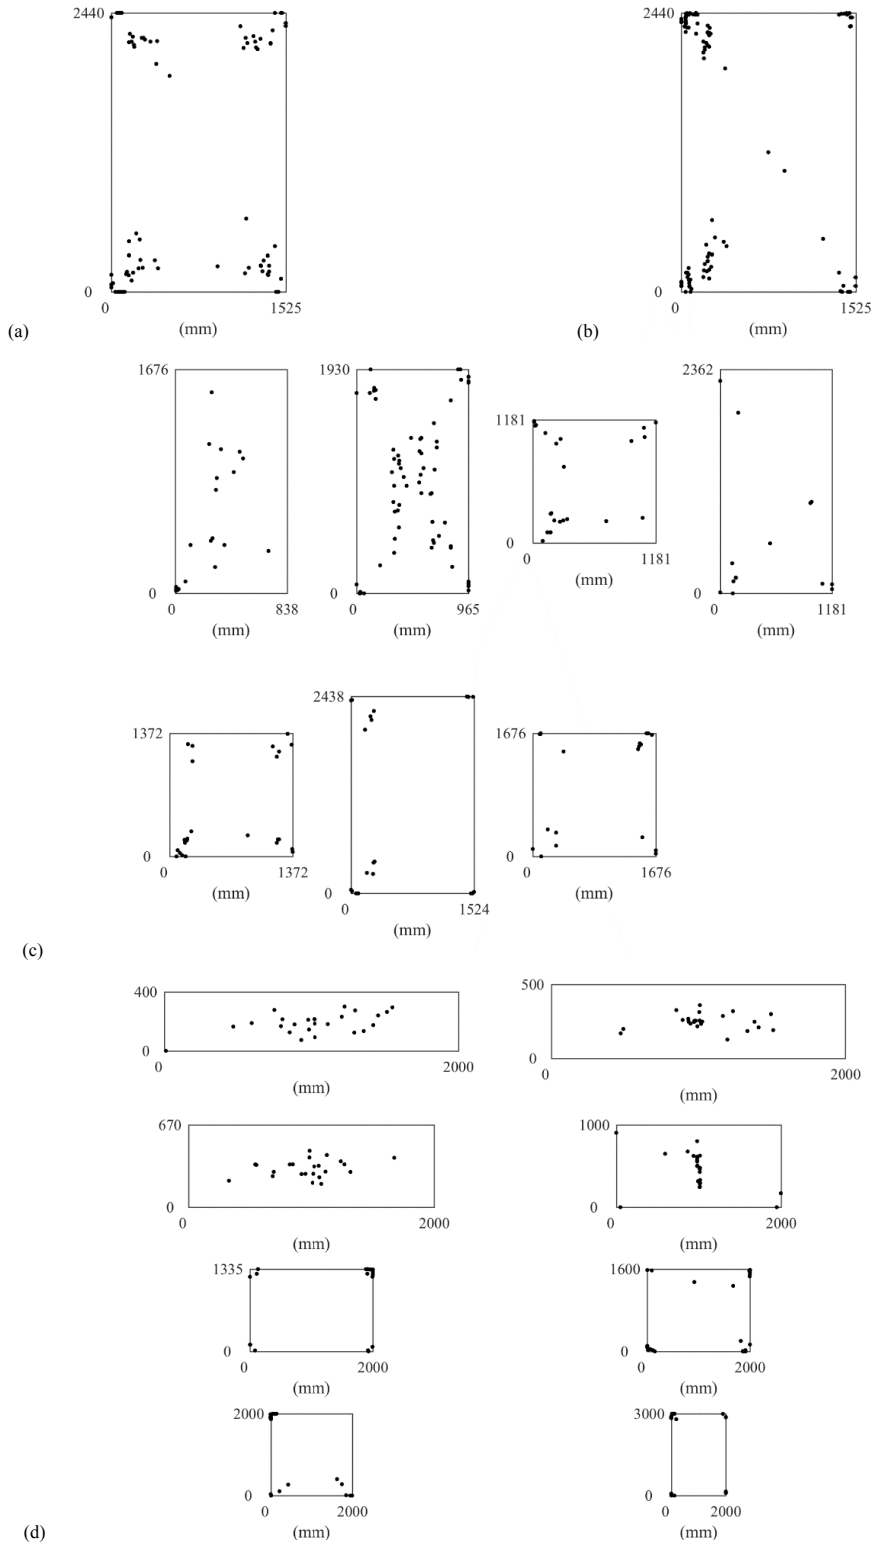 2440 2440
0 0
0 1525 0 1525
(a) (mm) (b) (mm)
1676 1930 1181 2362
0 0 0 0
0 838 0 965 0 1181 0 1181
(mm) (mm) (mm) (mm)
1372 2438 1676
0 0 0
0 1372 0 1524 0 1676
(mm) (mm) (mm)
(c)
400 500
0 0
0 2000 0 2000
(mm) (mm)
670 1000
0 0
0 2000 0 2000
(mm) (mm)
1335 1600
0 0
0 2000 0 2000
(mm) (mm)
2000 3000
0 0
0 2000 0 2000
(d) (mm) (mm)